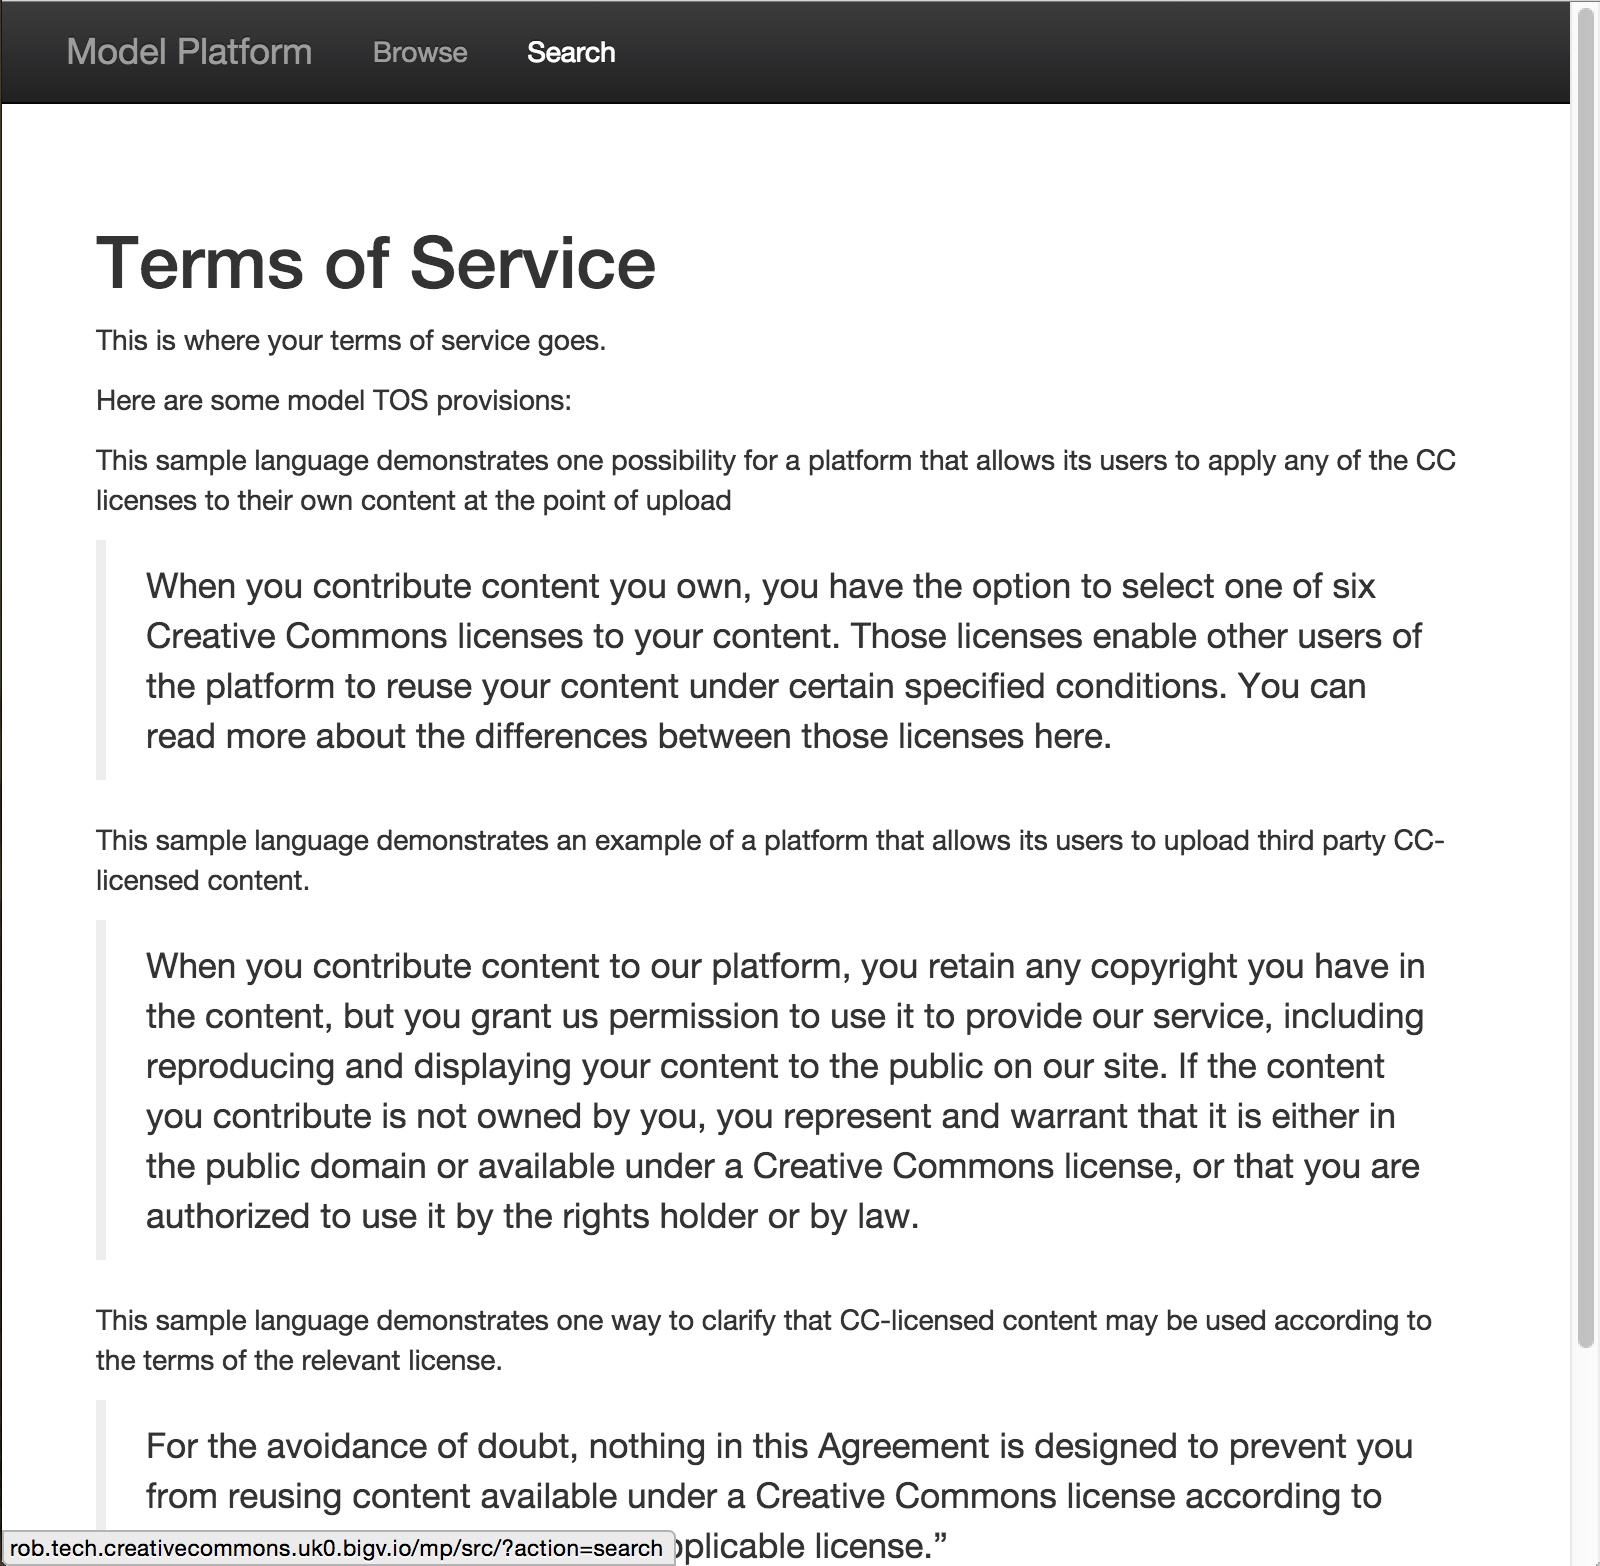 Model Platform Browse Search
Terms of Service
This is where your terms of service goes.
Here are some model TOS provisions:
This sample language demonstrates one possibility for a platform that allows its users to apply any of the CC
licenses to their own content at the point of upload
When you contribute content you own, you have the option to select one of six
Creative Commons licenses to your content. Those licenses enable other users of
the platform to reuse your content under certain specified conditions. You can
read more about the differences between those licenses here.
This sample language demonstrates an example of a platform that allows its users to upload third party CC-
licensed content.
When you contribute content to our platform, you retain any copyright you have in
the content, but you grant us permission to use it to provide our service, including
reproducing and displaying your content to the public on our site. If the content
you contribute is not owned by you, you represent and warrant that it is either in
the public domain or available under a Creative Commons license, or that you are
authorized to use it by the rights holder or by law.
This sample language demonstrates one way to clarify that CC-licensed content may be used according to
the terms of the relevant license.
For the avoidance of doubt, nothing in this Agreement is designed to prevent you
from reusing content available under a Creative Commons license according to
rob.tech.creativecommons.uk0.bigv.io/mp/src/?action=search pplicable license.”